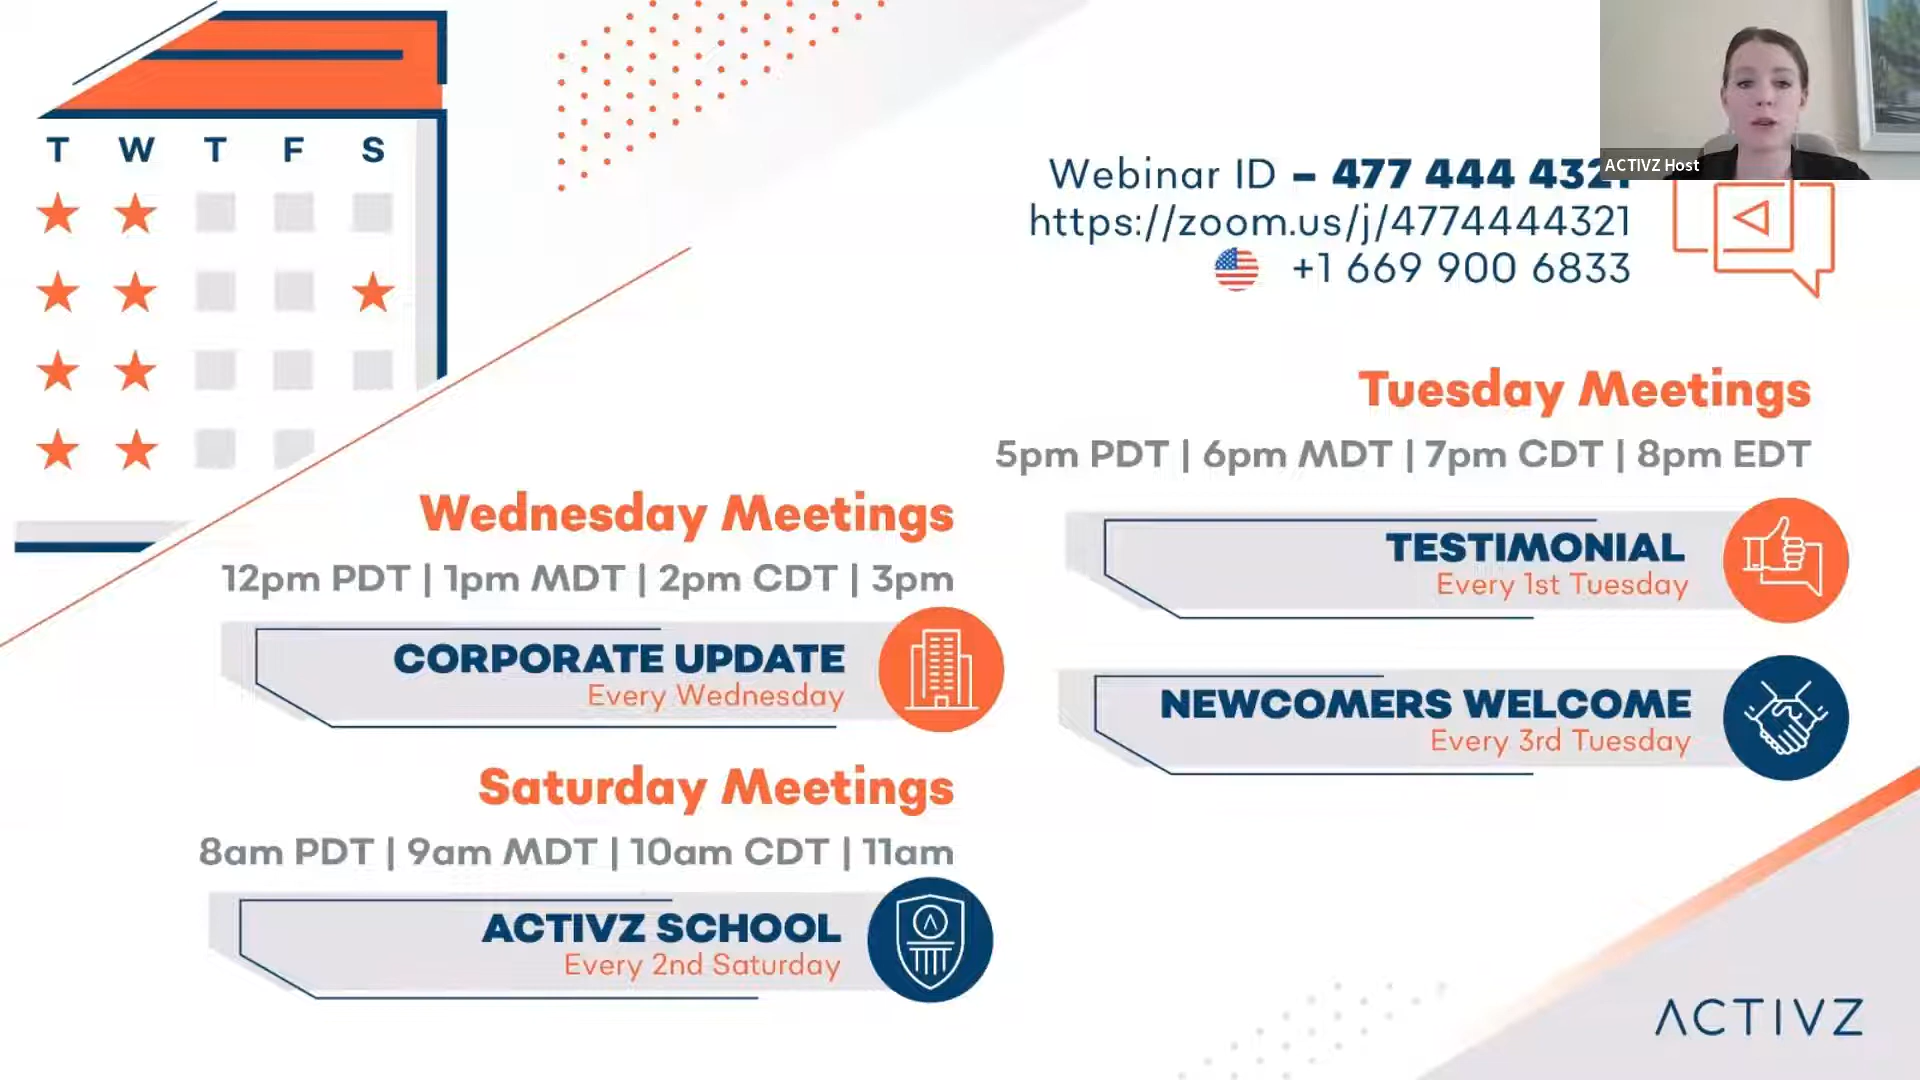 T W T F S
ACTIVZ Host
Webinar ID – 477 444 4321
https://zoom.us/j/4774444321
+1 669 900 6833
Tuesday Meetings
5pm PDT | 6pm MDT | 7pm CDT | 8pm EDT
TESTIMONIAL
Every 1st Tuesday
NEWCOMERS WELCOME
Every 3rd Tuesday
Wednesday Meetings
12pm PDT | 1pm MDT | 2pm CDT | 3pm
CORPORATE UPDATE
Every Wednesday
Saturday Meetings
8am PDT | 9am MDT | 10am CDT | 11am
ACTIVZ SCHOOL
Every 2nd Saturday
ACTIVZ